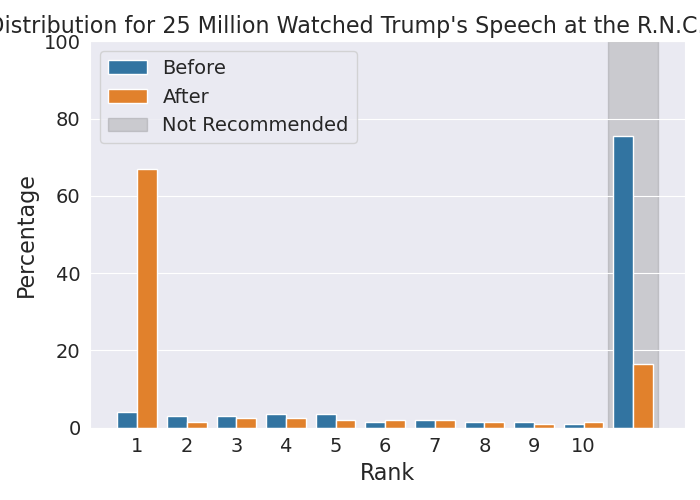 Distribution for 25 Million Watched Trump's Speech at the R.N.C.
100
80
60
40
20
0
Percentage
Before
After
Not Recommended
1 2 3 4 5 6 7 8 9 10
Rank